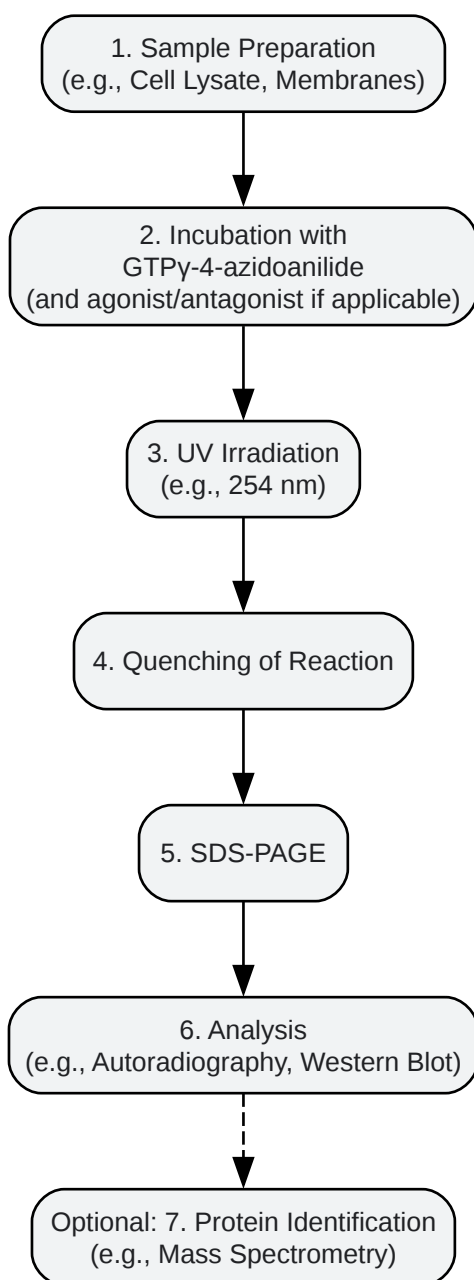 1. Sample Preparation
(e.g., Cell Lysate, Membranes)
2. Incubation with
GTPγ-4-azidoanilide
(and agonist/antagonist if applicable)
3. UV Irradiation
(e.g., 254 nm)
4. Quenching of Reaction
5. SDS-PAGE
6. Analysis
(e.g., Autoradiography, Western Blot)
Optional: 7. Protein Identification
(e.g., Mass Spectrometry)